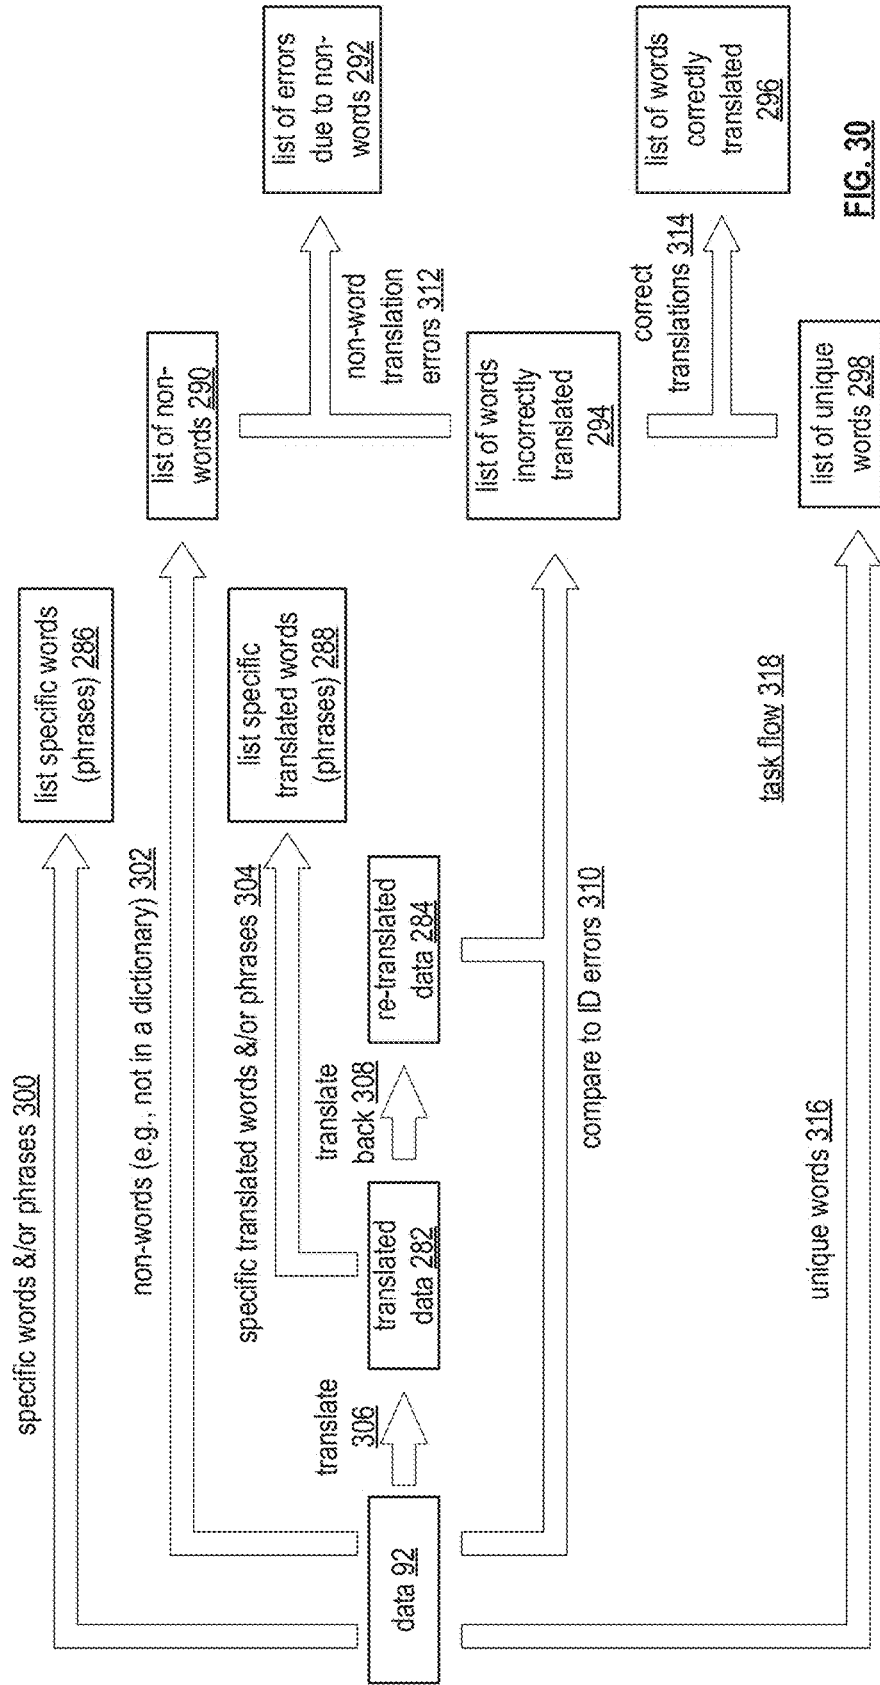 specific words &/or phrases 300
list specific words
(phrases) 286
non-words (e.g., not in a dictionary) 302
list of non-
words 290
list of errors
due to non-
words 292
specific translated words &/or phrases 304
list specific
translated words
(phrases) 288
non-word
translation
errors 312
data 92
translate
306
translated
data 282
translate
back 308
re-translated
data 284
compare to ID errors 310
list of words
incorrectly
translated
294
correct
translations 314
list of words
correctly
translated
296
unique words 316
task flow 318
list of unique
words 298
FIG. 30